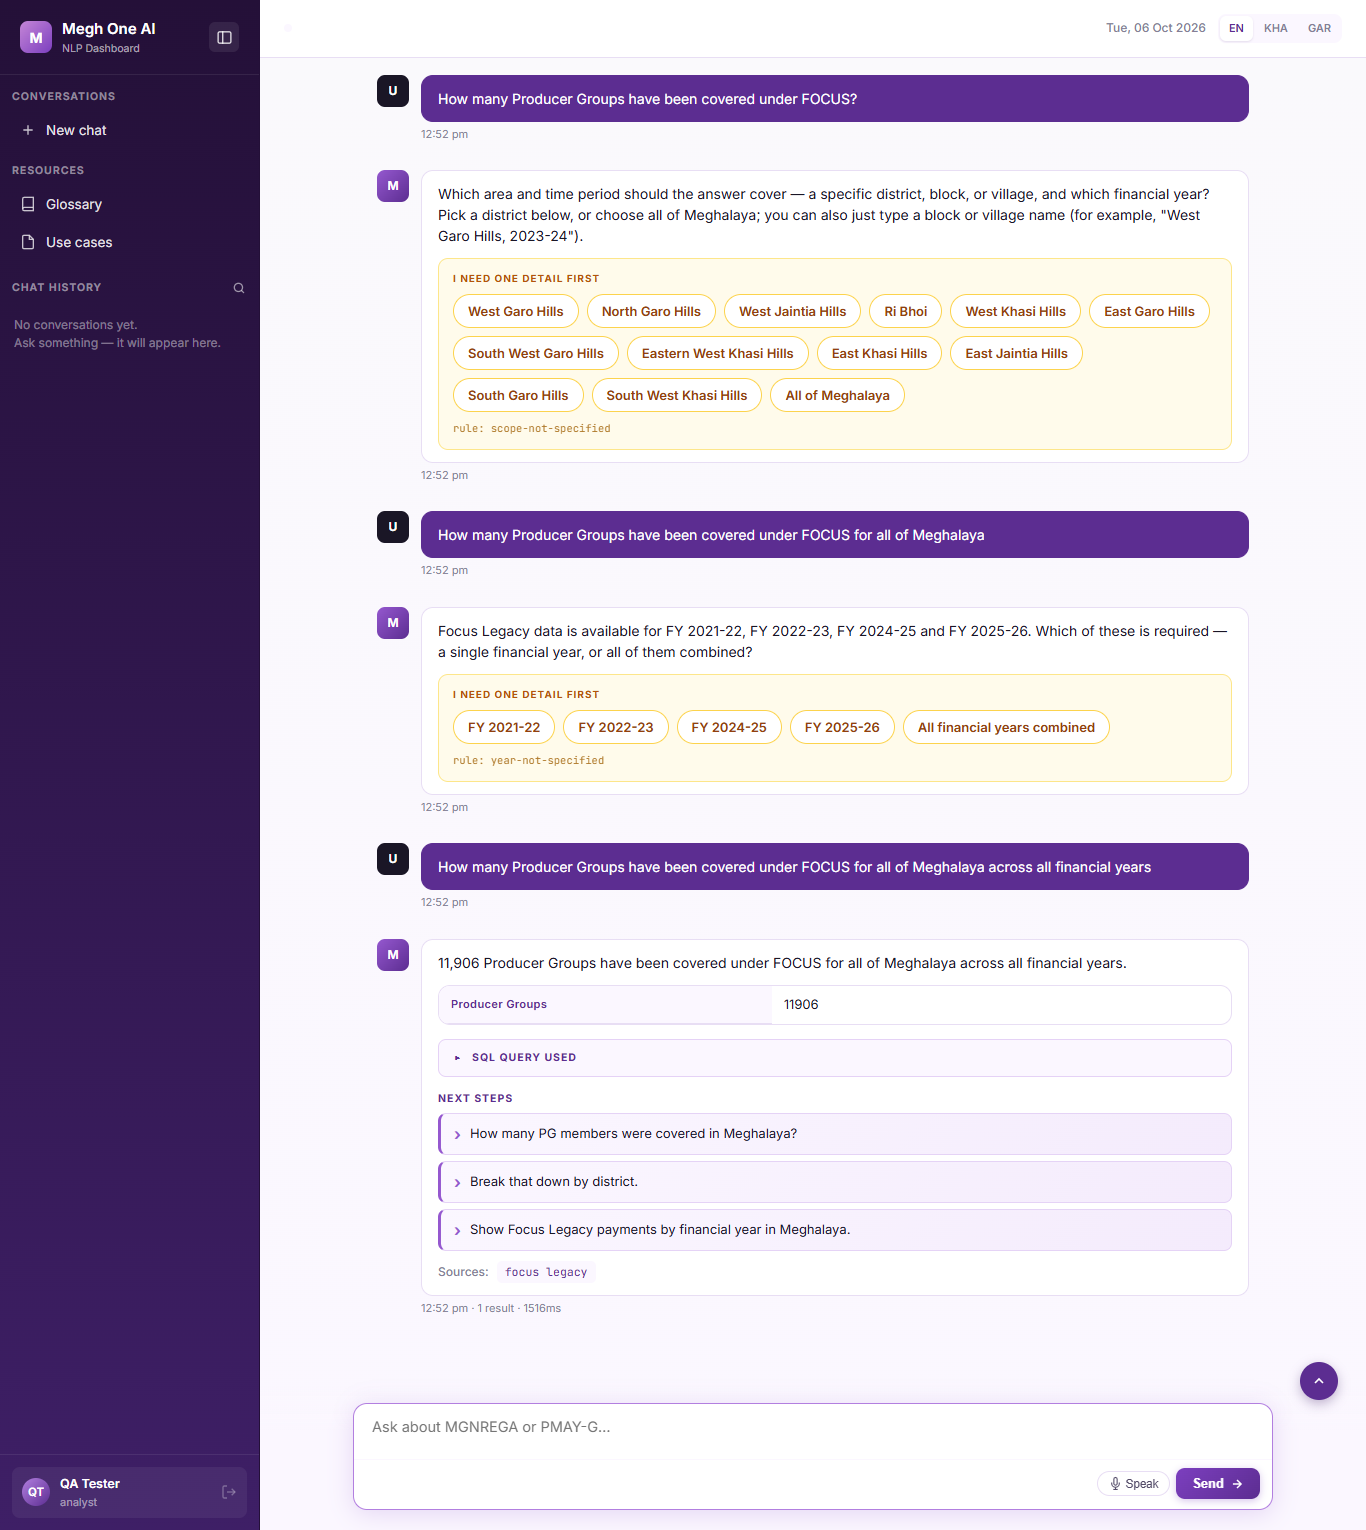 M
Megh One AI
NLP Dashboard
CONVERSATIONS
+ New chat
RESOURCES
Glossary
Use cases
CHAT HISTORY
No conversations yet.
Ask something — it will appear here.
QT
QA Tester
analyst
Tue, 06 Oct 2026
EN
KHA
GAR
U
How many Producer Groups have been covered under FOCUS?
12:52 pm
M
Which area and time period should the answer cover — a specific district, block, or village, and which financial year?
Pick a district below, or choose all of Meghalaya; you can also just type a block or village name (for example, "West
Garo Hills, 2023-24").
I NEED ONE DETAIL FIRST
West Garo Hills
North Garo Hills
West Jaintia Hills
Ri Bhoi
West Khasi Hills
East Garo Hills
South West Garo Hills
Eastern West Khasi Hills
East Khasi Hills
East Jaintia Hills
South Garo Hills
South West Khasi Hills
All of Meghalaya
rule: scope-not-specified
12:52 pm
U
How many Producer Groups have been covered under FOCUS for all of Meghalaya
12:52 pm
M
Focus Legacy data is available for FY 2021-22, FY 2022-23, FY 2024-25 and FY 2025-26. Which of these is required —
a single financial year, or all of them combined?
I NEED ONE DETAIL FIRST
FY 2021-22
FY 2022-23
FY 2024-25
FY 2025-26
All financial years combined
rule: year-not-specified
12:52 pm
U
How many Producer Groups have been covered under FOCUS for all of Meghalaya across all financial years
12:52 pm
M
11,906 Producer Groups have been covered under FOCUS for all of Meghalaya across all financial years.
Producer Groups
11906
SQL QUERY USED
NEXT STEPS
How many PG members were covered in Meghalaya?
Break that down by district.
Show Focus Legacy payments by financial year in Meghalaya.
Sources: focus legacy
12:52 pm · 1 result · 1516ms
Ask about MGNREGA or PMAY-G...
Speak
Send →